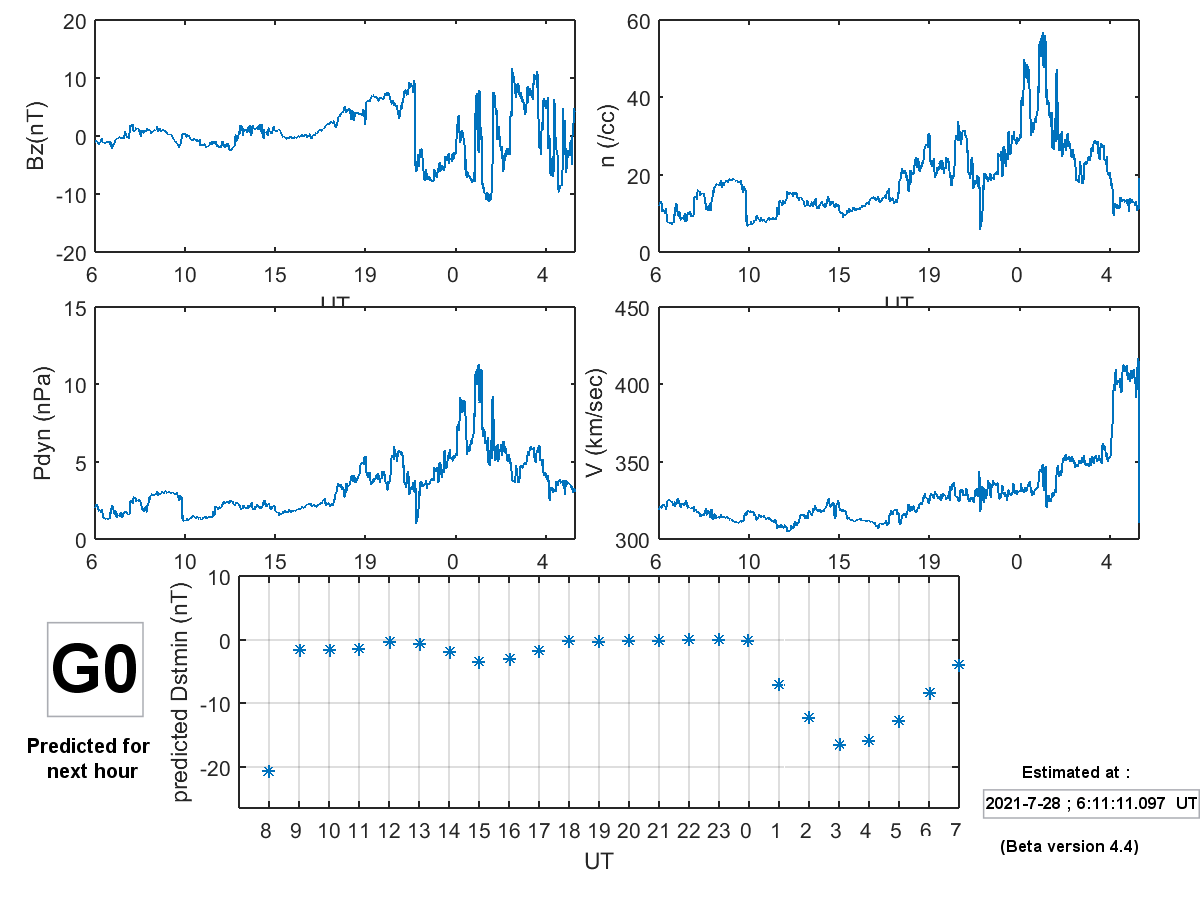 20
10
0
-10
-20
Bz(nT)
6 10 15 19 0 4
UT
60
40
20
0
n (/cc)
6 10 15 19 0 4
UT
15
10
5
0
Pdyn (nPa)
6 10 15 19 0 4
450
400
350
300
V (km/sec)
6 10 15 19 0 4
10
0
-10
-20
predicted Dstmin (nT)
8 9 10 11 12 13 14 15 16 17 18 19 20 21 22 23 0 1 2 3 4 5 6 7
UT
G0
Predicted for
next hour
Estimated at :
2021-7-28 ; 6:11:11.097 UT
(Beta version 4.4)